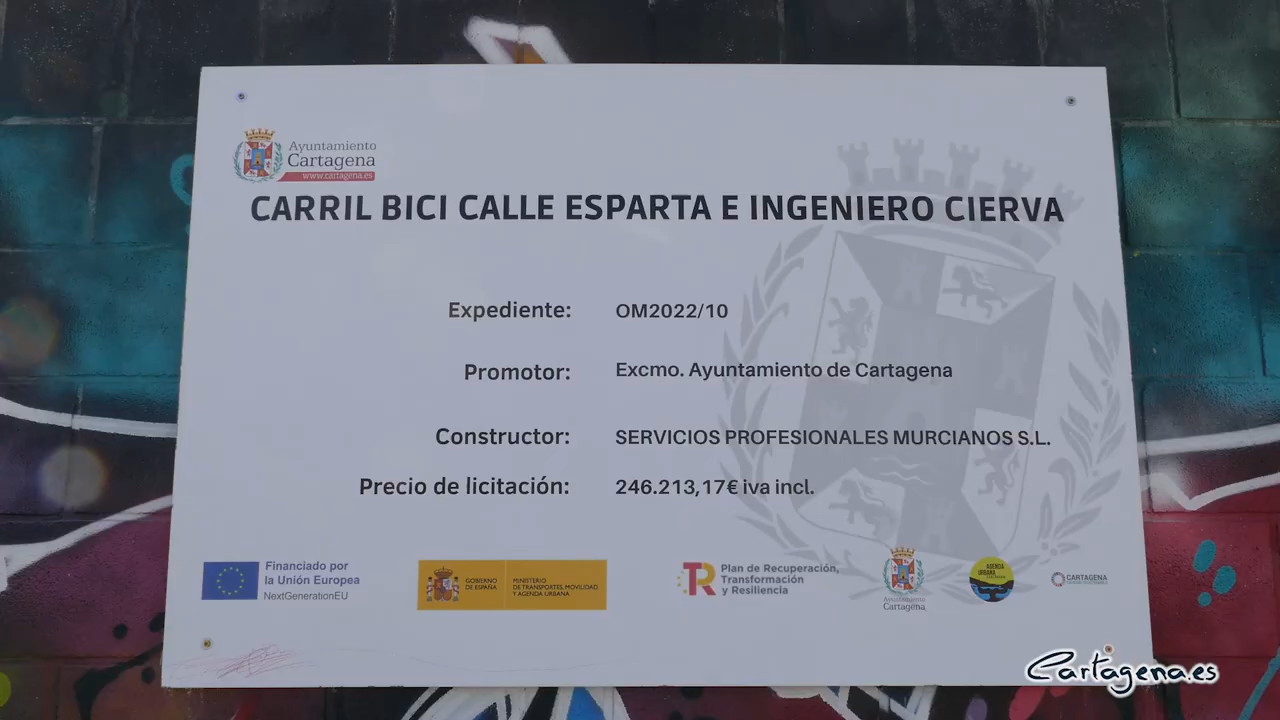 Ayuntamiento
Cartagena
www.cartagena.es
CARRIL BICI CALLE ESPARTA E INGENIERO CIERVA
Expediente: OM2022/10
Promotor: Excmo. Ayuntamiento de Cartagena
Constructor: SERVICIOS PROFESIONALES MURCIANOS S.L.
Precio de licitación: 246.213,17€ iva incl.
Financiado por
la Unión Europea
NextGenerationEU
GOBIERNO
DE ESPAÑA
MINISTERIO
DE TRANSPORTES, MOVILIDAD
Y AGENDA URBANA
Plan de Recuperación,
Transformación
y Resiliencia
Ayuntamiento
Cartagena
AGENDA
URBANA
CARTAGENA
Cartagena.es